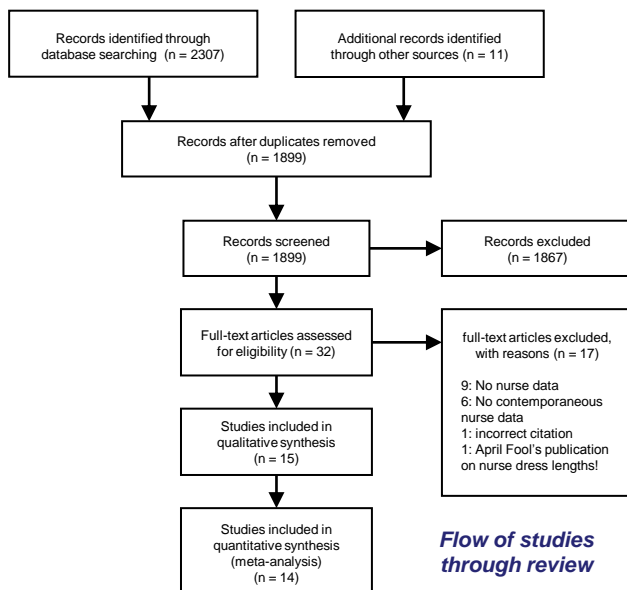 Records identified through
database searching (n = 2307)
Additional records identified
through other sources (n = 11)
Records after duplicates removed
(n = 1899)
Records screened
(n = 1899)
Records excluded
(n = 1867)
Full-text articles assessed
for eligibility (n = 32)
full-text articles excluded,
with reasons (n = 17)
9: No nurse data
6: No contemporaneous
nurse data
1: incorrect citation
1: April Fool's publication
on nurse dress lengths!
Studies included in
qualitative synthesis
(n = 15)
Studies included in
quantitative synthesis
(meta-analysis)
(n = 14)
Flow of studies
through review